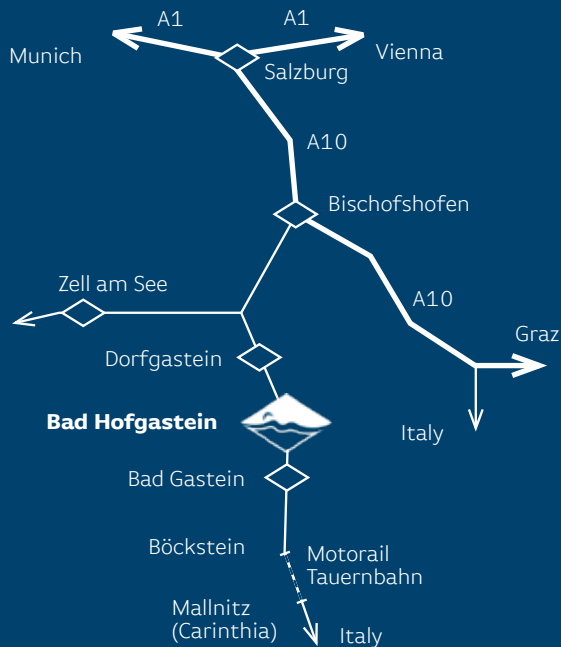 A1
A1
Munich
Vienna
Salzburg
A10
Bischofshofen
Zell am See
A10
Graz
Dorfgastein
Bad Hofgastein
Italy
Bad Gastein
Böckstein
Motorail
Tauernbahn
Mallnitz
(Carinthia)
Italy